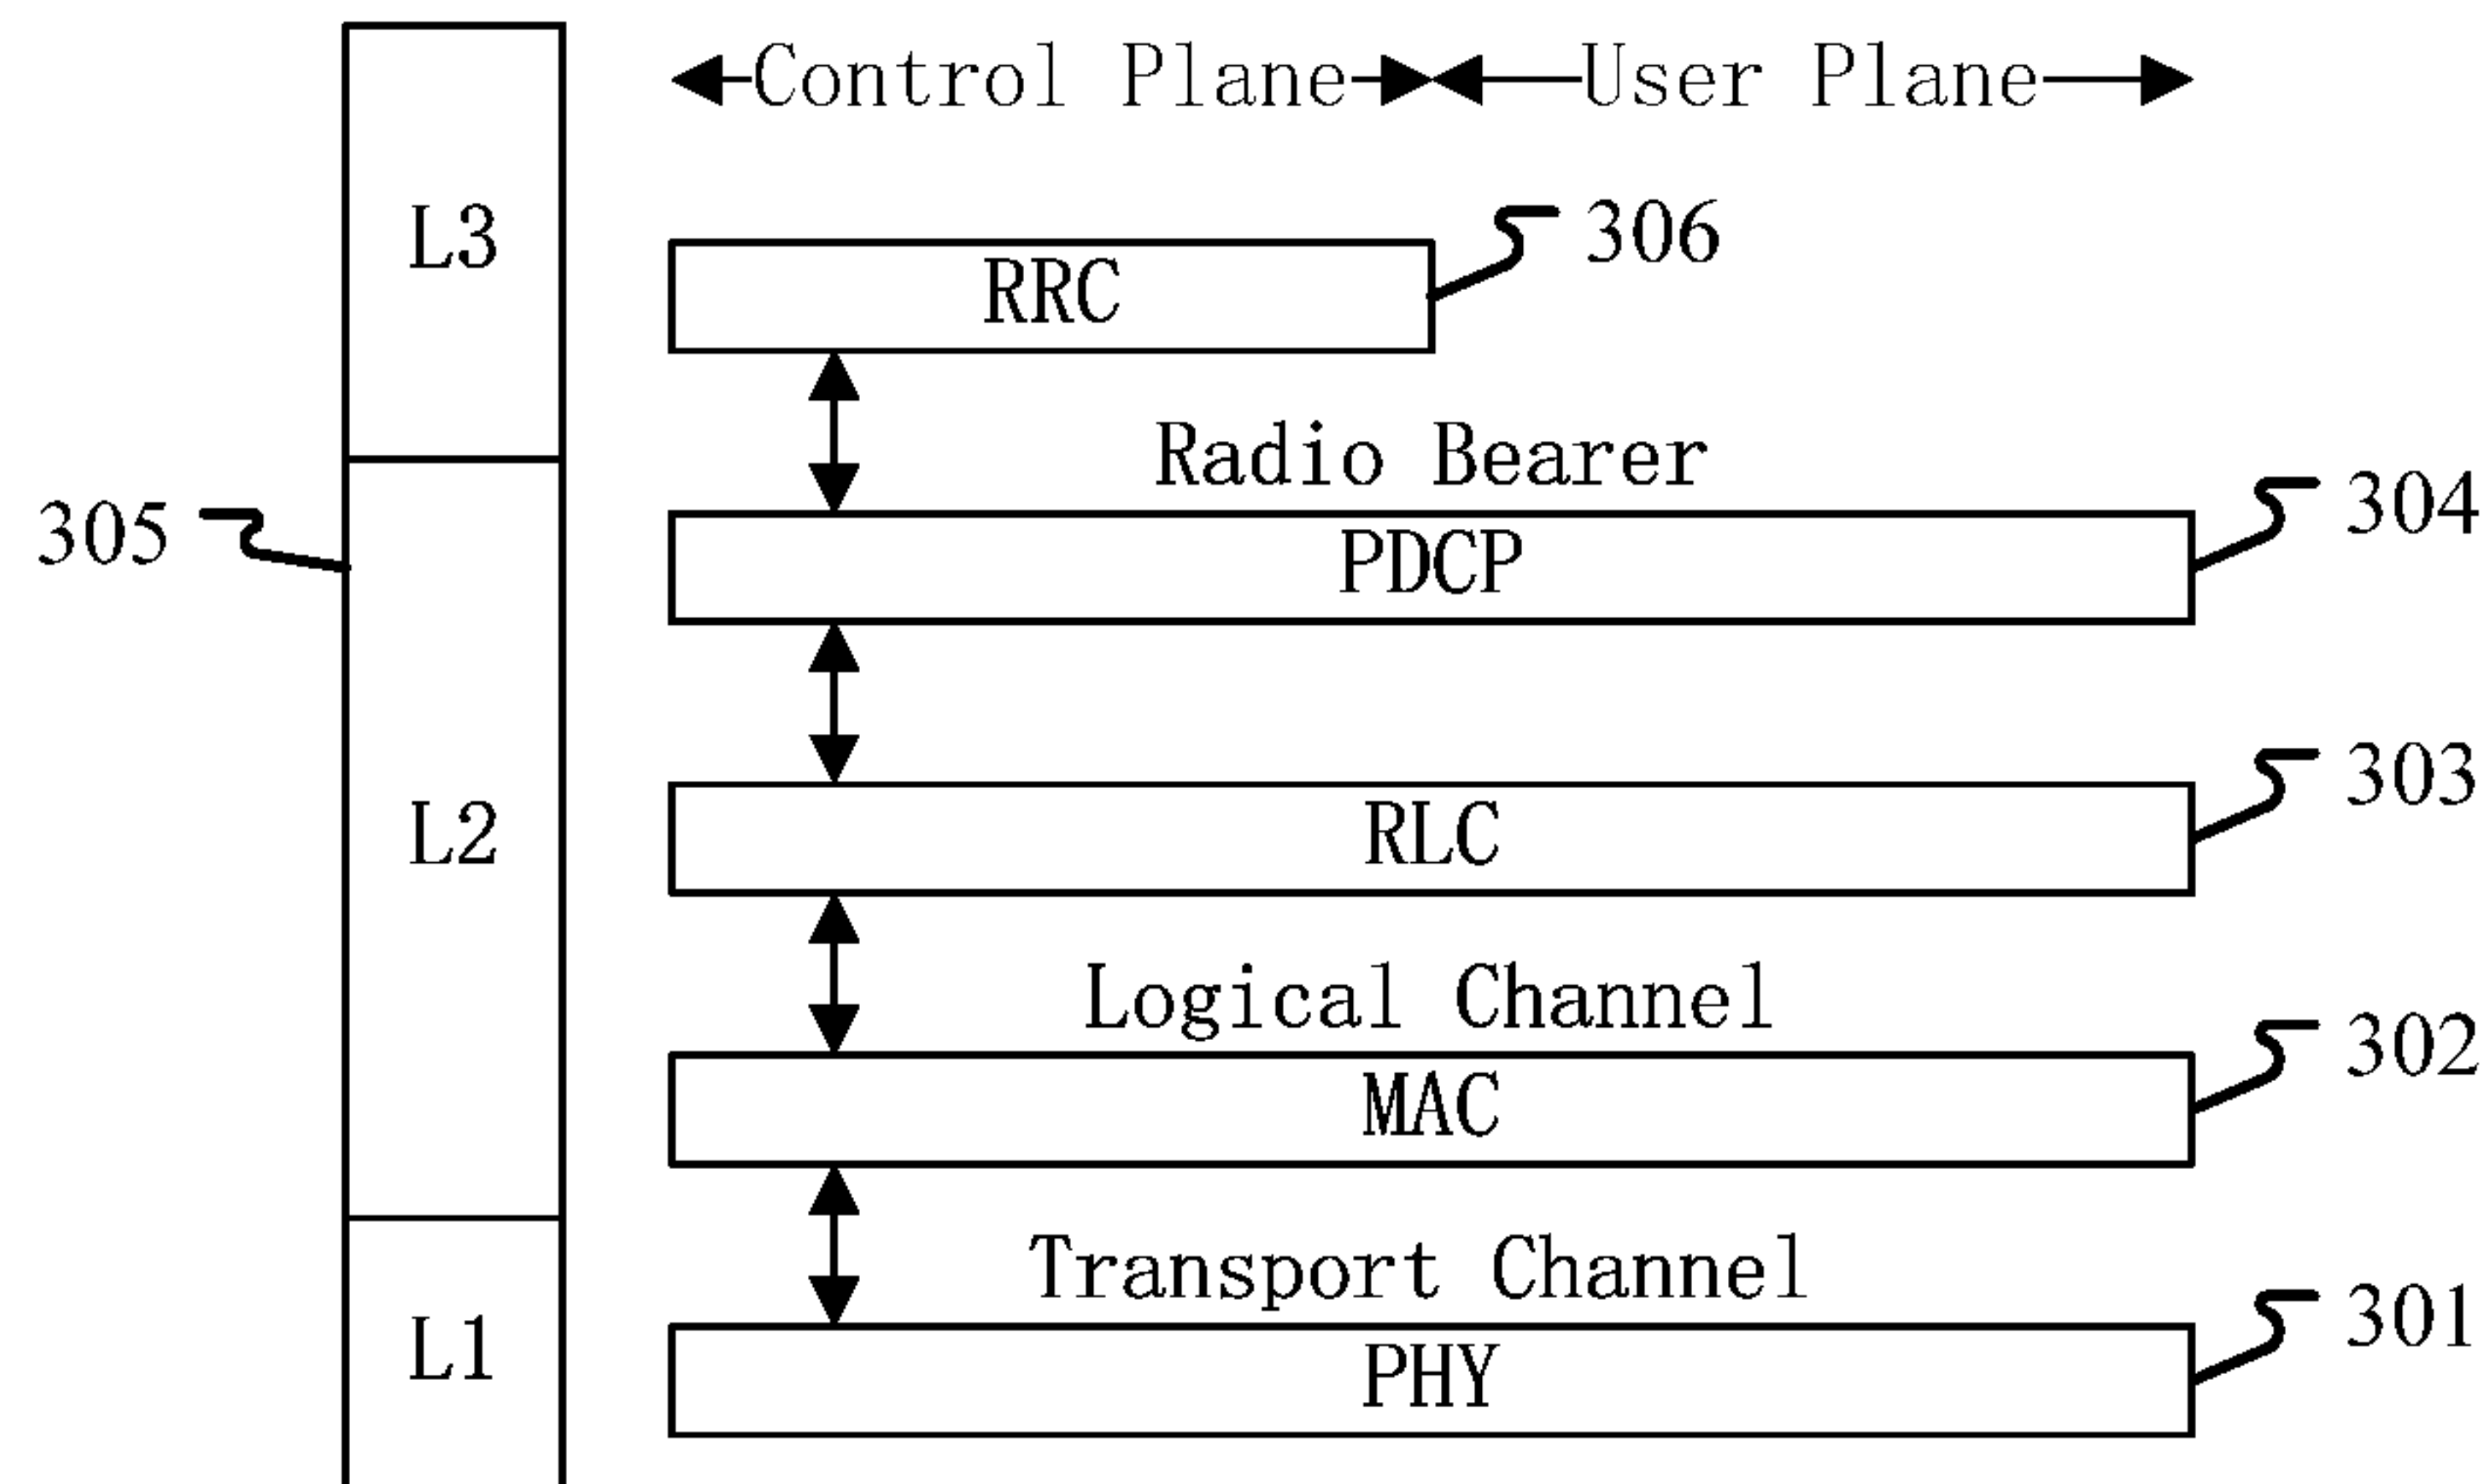 Control Plane User Plane
L3
306
RRC
Radio Bearer
305
304
PDCP
303
L2
RLC
Logical Channel
302
MAC
Transport Channel
301
L1
PHY